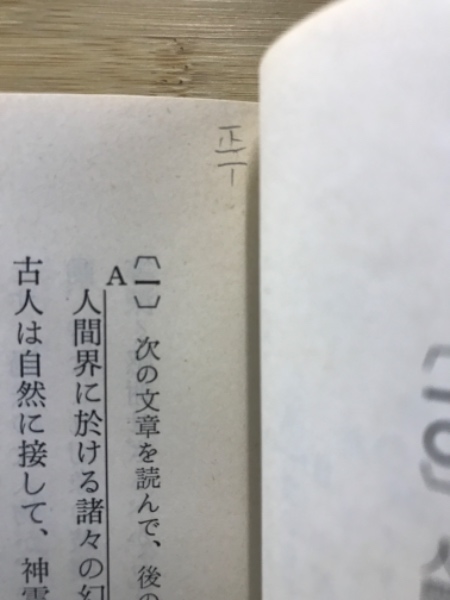 正丅
〔一〕 次の文章を読んで、後の
A
人間界に於ける諸々の幻
古人は自然に接して、神霊